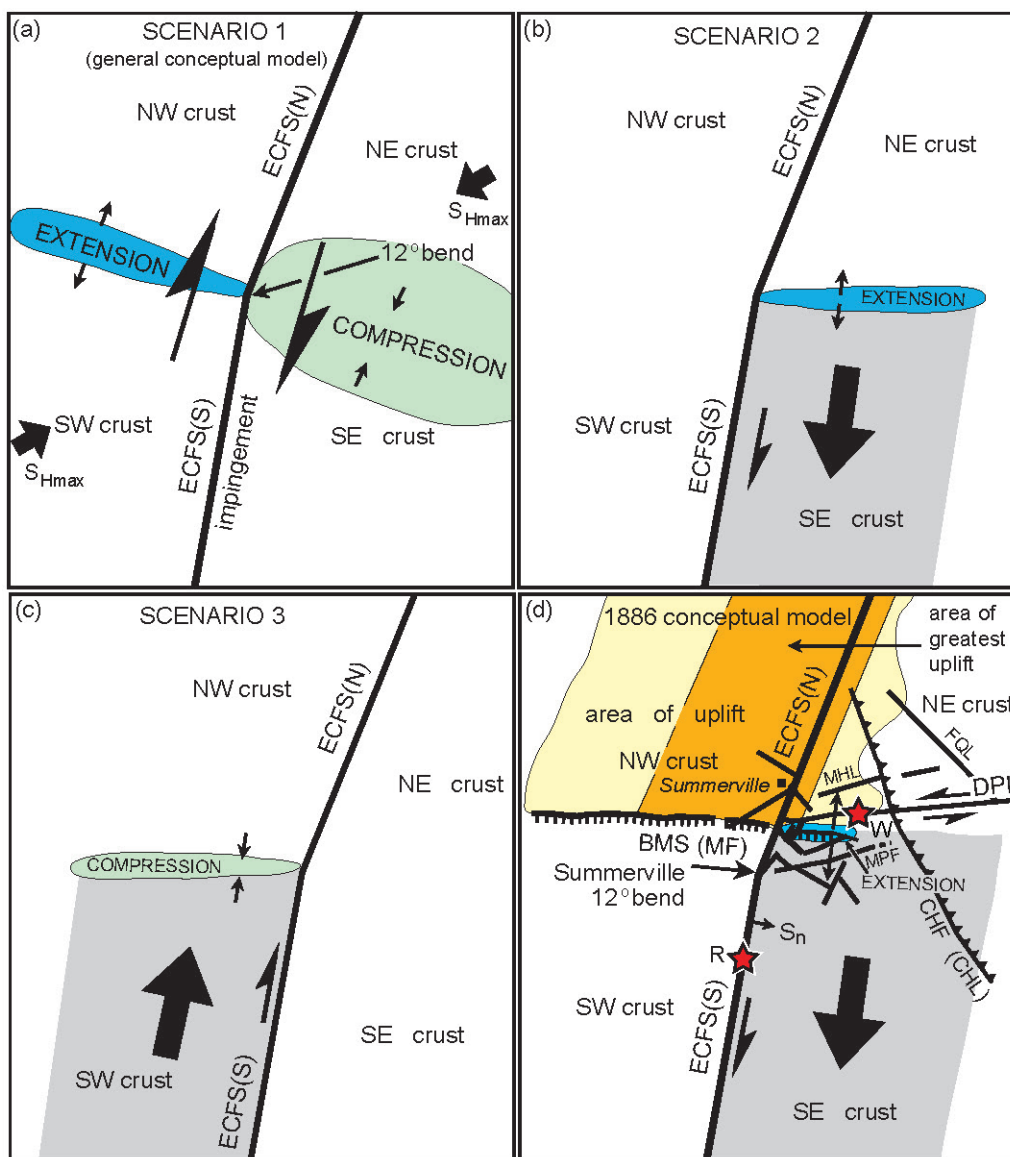 (a)
SCENARIO 1
(general conceptual model)
NW crust
ECFS(N)
NE crust
SHmax
EXTENSION
12° bend
COMPRESSION
SW crust
SHmax
ECFS(S)
impingement
SE crust
(b)
SCENARIO 2
NW crust
ECFS(N)
NE crust
EXTENSION
SW crust
ECFS(S)
SE crust
(c)
SCENARIO 3
NW crust
ECFS(N)
NE crust
COMPRESSION
SW crust
ECFS(S)
SE crust
(d)
1886 conceptual model
area of
greatest
uplift
area of uplift
ECFS(N)
NE crust
NW crust
FQL
Summerville
MHL
W
BMS (MF)
MPF
Summerville
12° bend
EXTENSION
CHF (CHL)
Sn
R
SW crust
ECFS(S)
SE crust